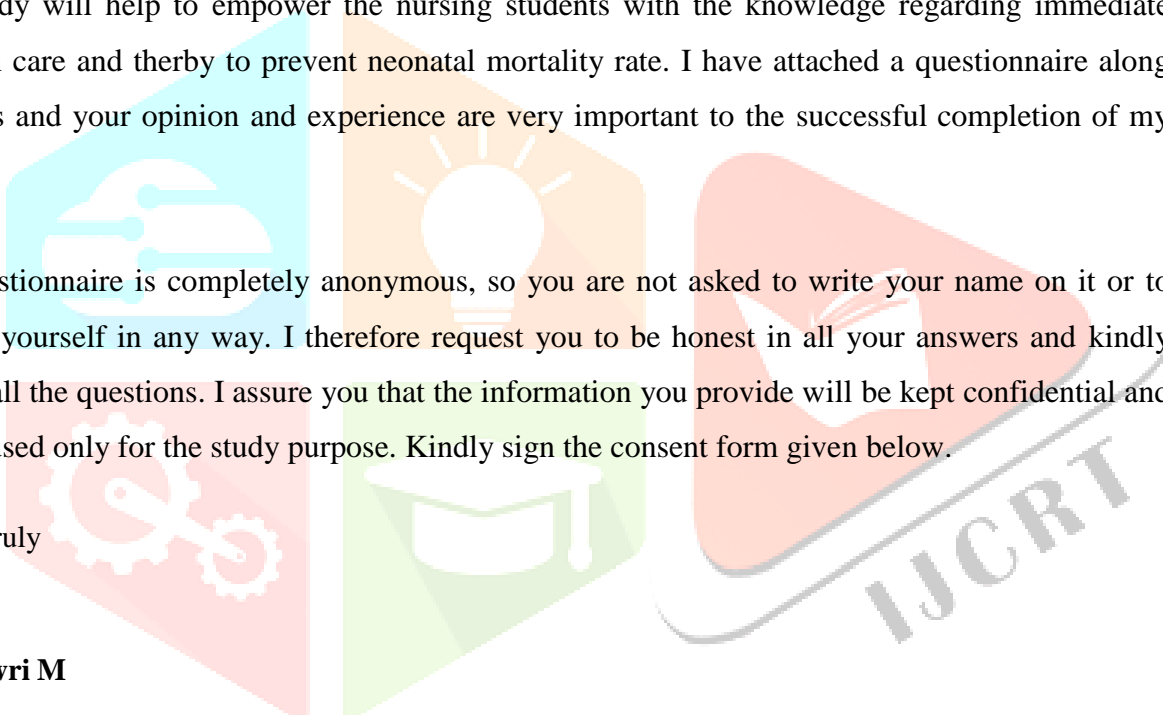 dy will help to empower the nursing students with the knowledge regarding immediate
care and therby to prevent neonatal mortality rate. I have attached a questionnaire along
s and your opinion and experience are very important to the successful completion of my
stionnaire is completely anonymous, so you are not asked to write your name on it or to
yourself in any way. I therefore request you to be honest in all your answers and kindly
all the questions. I assure you that the information you provide will be kept confidential and
used only for the study purpose. Kindly sign the consent form given below.
ruly
wri M
IJCRT